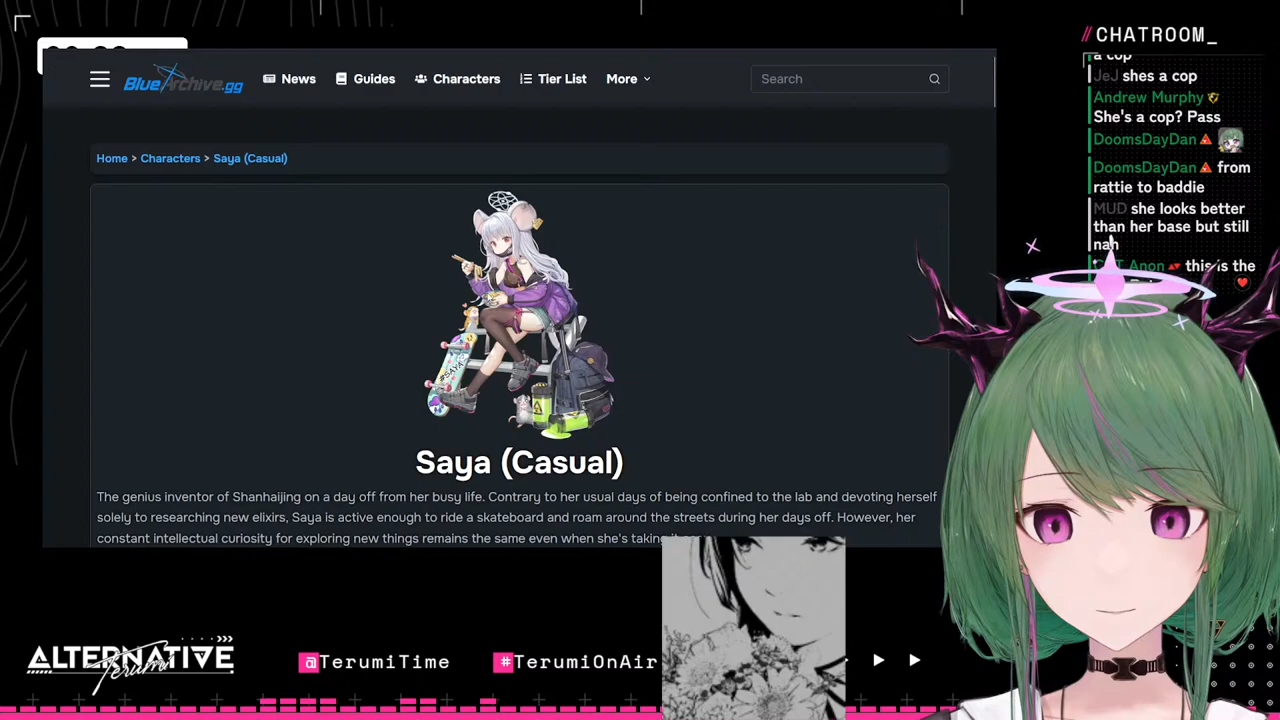 //CHATROOM_
a cop
JeJ shes a cop
Andrew Murphy
She's a cop? Pass
DoomsDayDan
DoomsDayDan from
rattie to baddie
MUD she looks better
than her base but still
nah
Anon this is the
BlueArchive.gg
News
Guides
Characters
Tier List
More
Search
Home > Characters > Saya (Casual)
#SAYA
Saya (Casual)
The genius inventor of Shanhaijing on a day off from her busy life. Contrary to her usual days of being confined to the lab and devoting herself
solely to researching new elixirs, Saya is active enough to ride a skateboard and roam around the streets during her days off. However, her
constant intellectual curiosity for exploring new things remains the same even when she's taking
ALTERNATIVE
Terumi
@TerumiTime
#TerumiOnAir